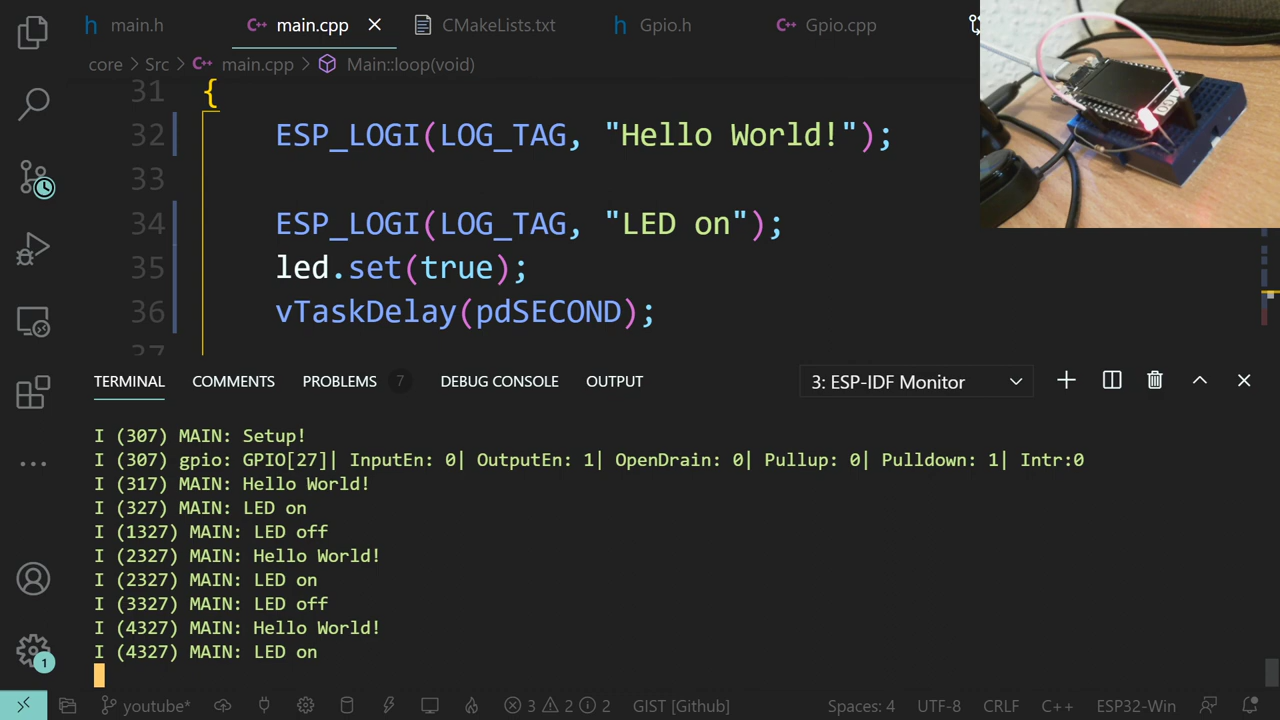 main.h
main.cpp
CMakeLists.txt
Gpio.h
Gpio.cpp
core > Src > main.cpp > Main::loop(void)
31 {
32 ESP_LOGI(LOG_TAG, "Hello World!");
33
34 ESP_LOGI(LOG_TAG, "LED on");
35 led.set(true);
36 vTaskDelay(pdSECOND);
37
TERMINAL COMMENTS PROBLEMS 7 DEBUG CONSOLE OUTPUT 3: ESP-IDF Monitor
I (307) MAIN: Setup!
I (307) gpio: GPIO[27]| InputEn: 0| OutputEn: 1| OpenDrain: 0| Pullup: 0| Pulldown: 1| Intr:0
I (317) MAIN: Hello World!
I (327) MAIN: LED on
I (1327) MAIN: LED off
I (2327) MAIN: Hello World!
I (2327) MAIN: LED on
I (3327) MAIN: LED off
I (4327) MAIN: Hello World!
I (4327) MAIN: LED on
1
youtube* 3 2 2 GIST [Github] Spaces: 4 UTF-8 CRLF C++ ESP32-Win